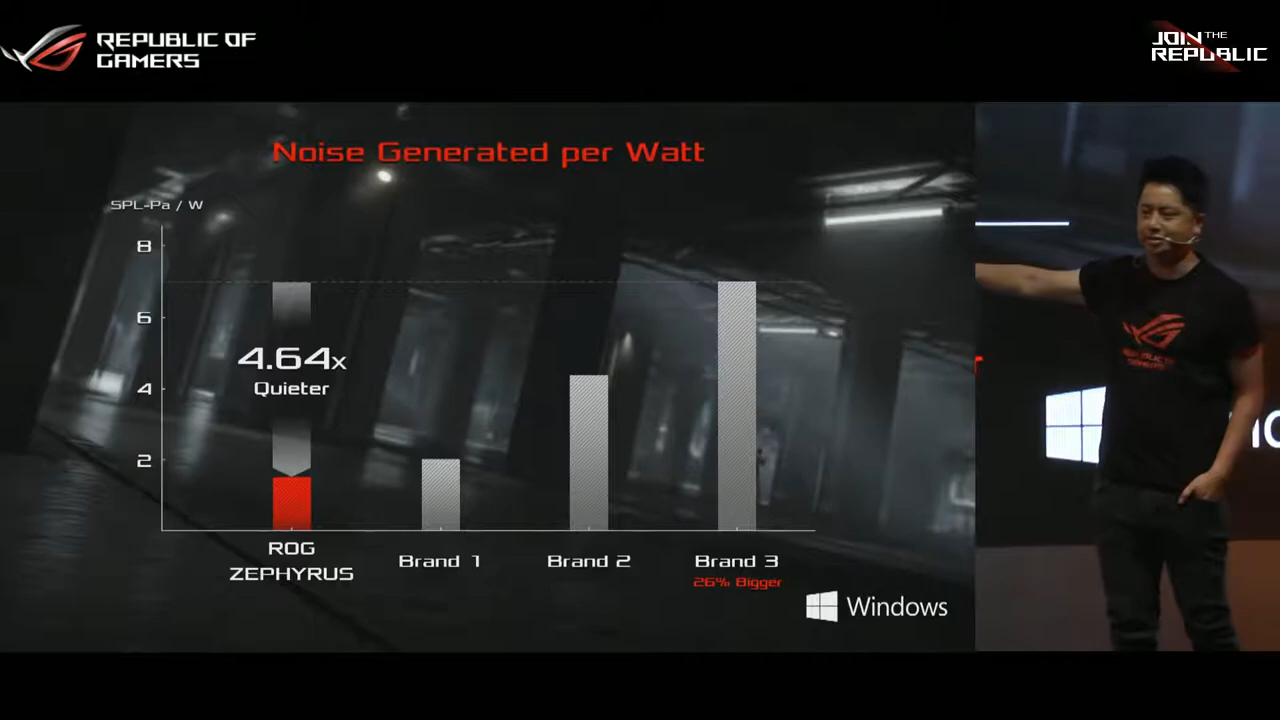 REPUBLIC OF
GAMERS
JOIN THE
REPUBLIC
Noise Generated per Watt
SPL-Pa / W
8
6
4
2
4.64x
Quieter
ROG
ZEPHYRUS
Brand 1
Brand 2
Brand 3
26% Bigger
Windows